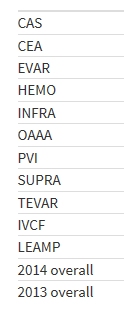 CAS
CEA
EVAR
HEMO
INFRA
OAAA
PVI
SUPRA
TEVAR
IVCF
LEAMP
2014 overall
2013 overall